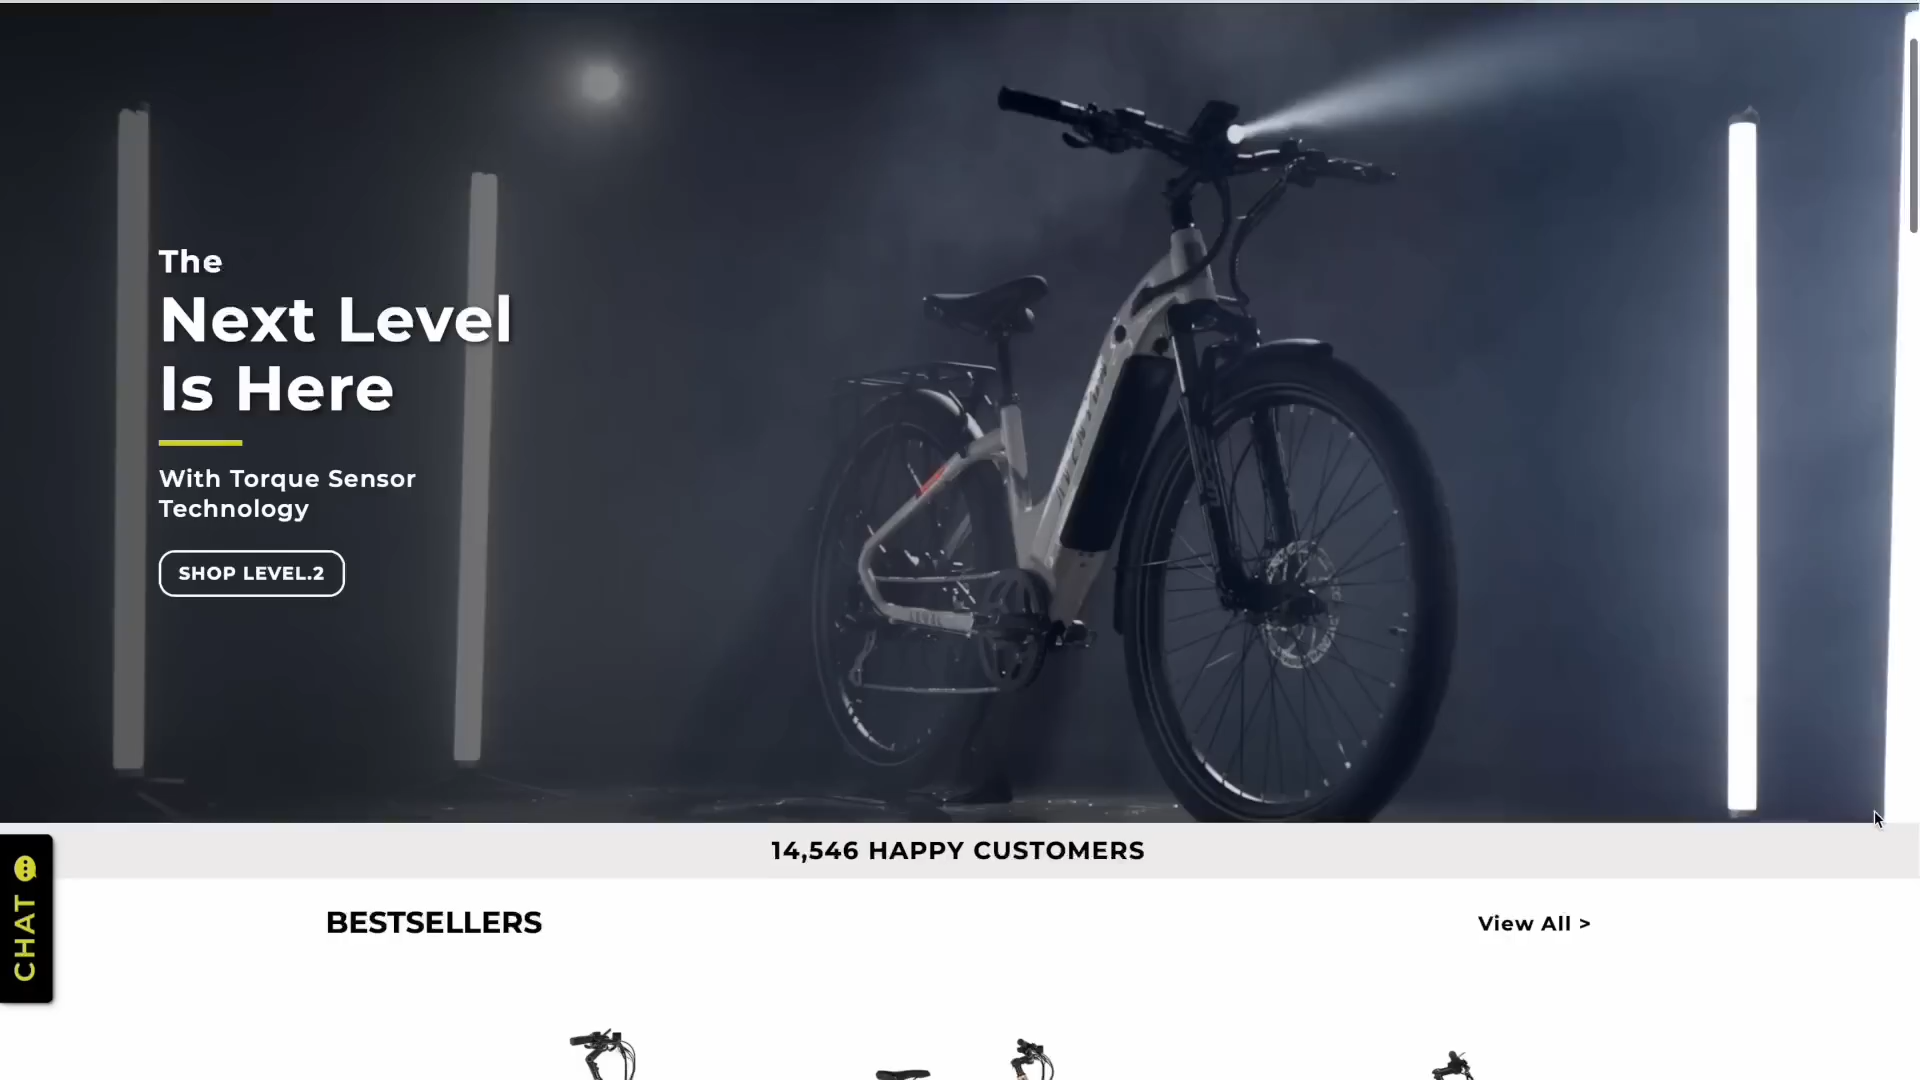 The
Next Level
Is Here
With Torque Sensor
Technology
SHOP LEVEL.2
14,546 HAPPY CUSTOMERS
CHAT
BESTSELLERS
View All >